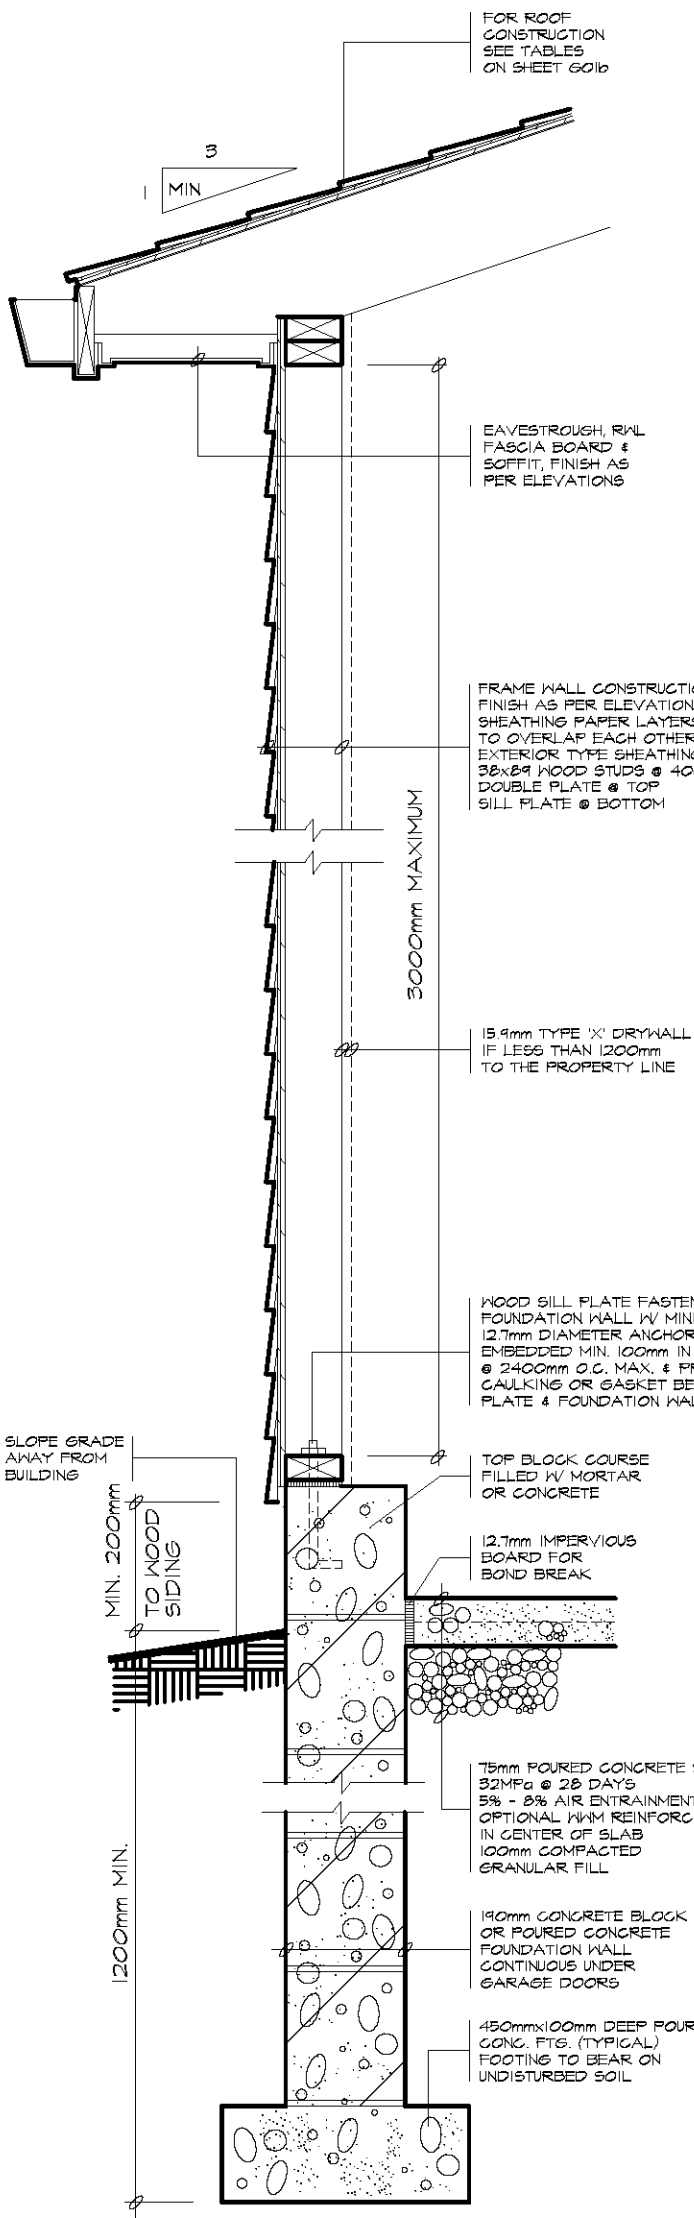 FOR ROOF
CONSTRUCTION
SEE TABLES
ON SHEET G01b
3
1
MIN
EAVESTROUGH, RWL
FASCIA BOARD &
SOFFIT, FINISH AS
PER ELEVATIONS
FRAME WALL CONSTRUCTIO
FINISH AS PER ELEVATION
SHEATHING PAPER LAYERS
TO OVERLAP EACH OTHER
EXTERIOR TYPE SHEATHING
38x89 WOOD STUDS @ 40
DOUBLE PLATE @ TOP
SILL PLATE @ BOTTOM
3000mm MAXIMUM
15.9mm TYPE 'X' DRYWALL
IF LESS THAN 1200mm
TO THE PROPERTY LINE
WOOD SILL PLATE FASTEN
FOUNDATION WALL W/ MINI
12.7mm DIAMETER ANCHOR
EMBEDDED MIN. 100mm IN
@ 2400mm O.C. MAX. & PR
CAULKING OR GASKET BE
PLATE & FOUNDATION WAL
SLOPE GRADE
AWAY FROM
BUILDING
MIN. 200mm
TO WOOD
SIDING
TOP BLOCK COURSE
FILLED W/ MORTAR
OR CONCRETE
12.7mm IMPERVIOUS
BOARD FOR
BOND BREAK
75mm POURED CONCRETE
32MPa @ 28 DAYS
5% - 8% AIR ENTRAINMENT
OPTIONAL WWM REINFORC
IN CENTER OF SLAB
100mm COMPACTED
GRANULAR FILL
1200mm MIN.
190mm CONCRETE BLOCK
OR POURED CONCRETE
FOUNDATION WALL
CONTINUOUS UNDER
GARAGE DOORS
450mmx100mm DEEP POUR
CONC. FTG. (TYPICAL)
FOOTING TO BEAR ON
UNDISTURBED SOIL